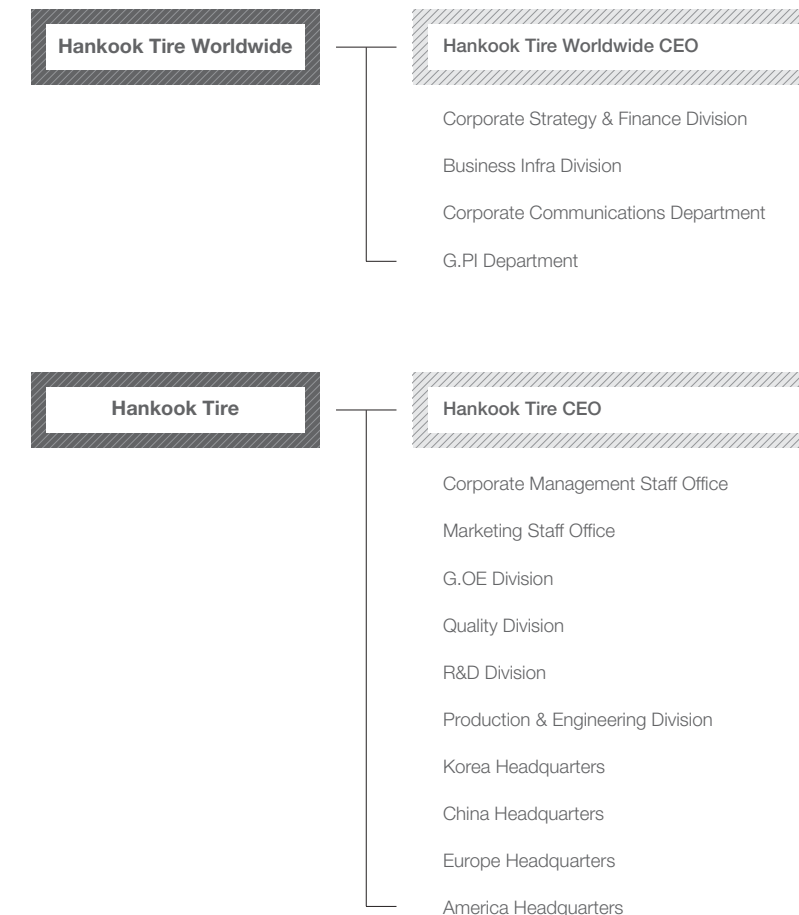 Hankook Tire Worldwide
Hankook Tire Worldwide CEO
Corporate Strategy & Finance Division
Business Infra Division
Corporate Communications Department
G.PI Department
Hankook Tire
Hankook Tire CEO
Corporate Management Staff Office
Marketing Staff Office
G.OE Division
Quality Division
R&D Division
Production & Engineering Division
Korea Headquarters
China Headquarters
Europe Headquarters
America Headquarters